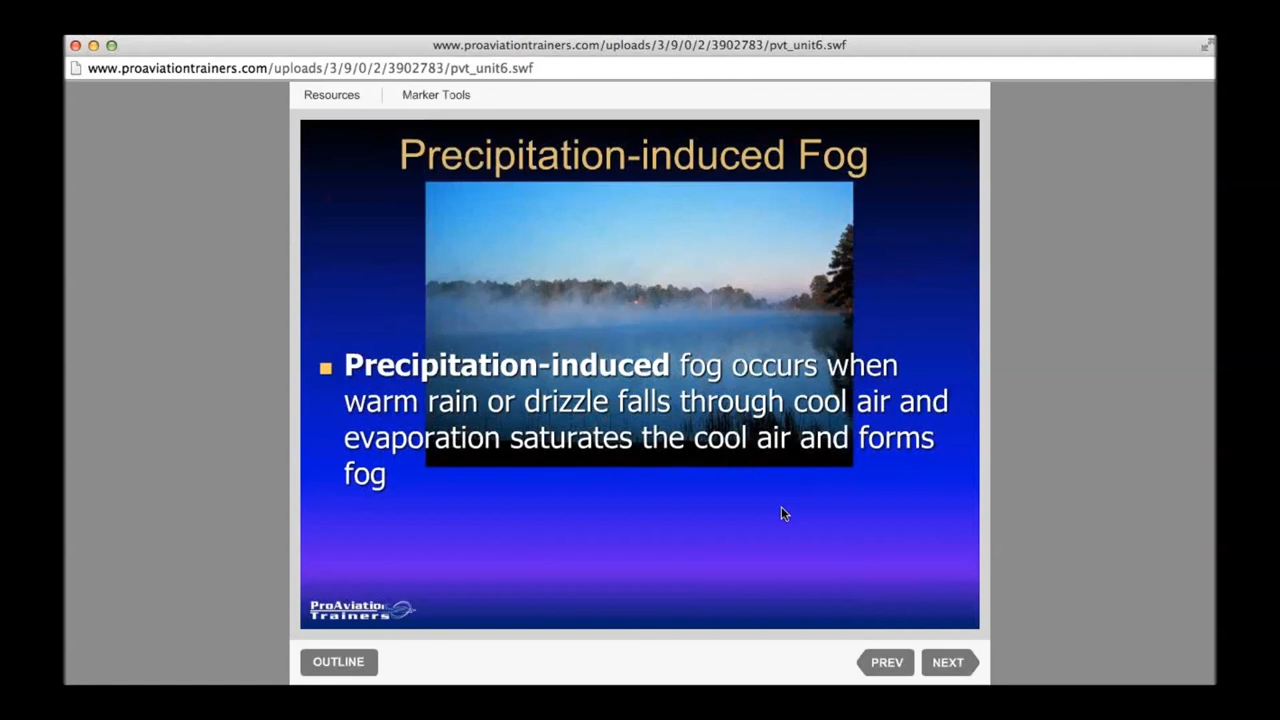 www.proaviationtrainers.com/uploads/3/9/0/2/3902783/pvt_unit6.swf
www.proaviationtrainers.com/uploads/3/9/0/2/3902783/pvt_unit6.swf
Resources
Marker Tools
Precipitation-induced Fog
Precipitation-induced fog occurs when
warm rain or drizzle falls through cool air and
evaporation saturates the cool air and forms
fog
ProAviation
Trainers
OUTLINE
PREV
NEXT